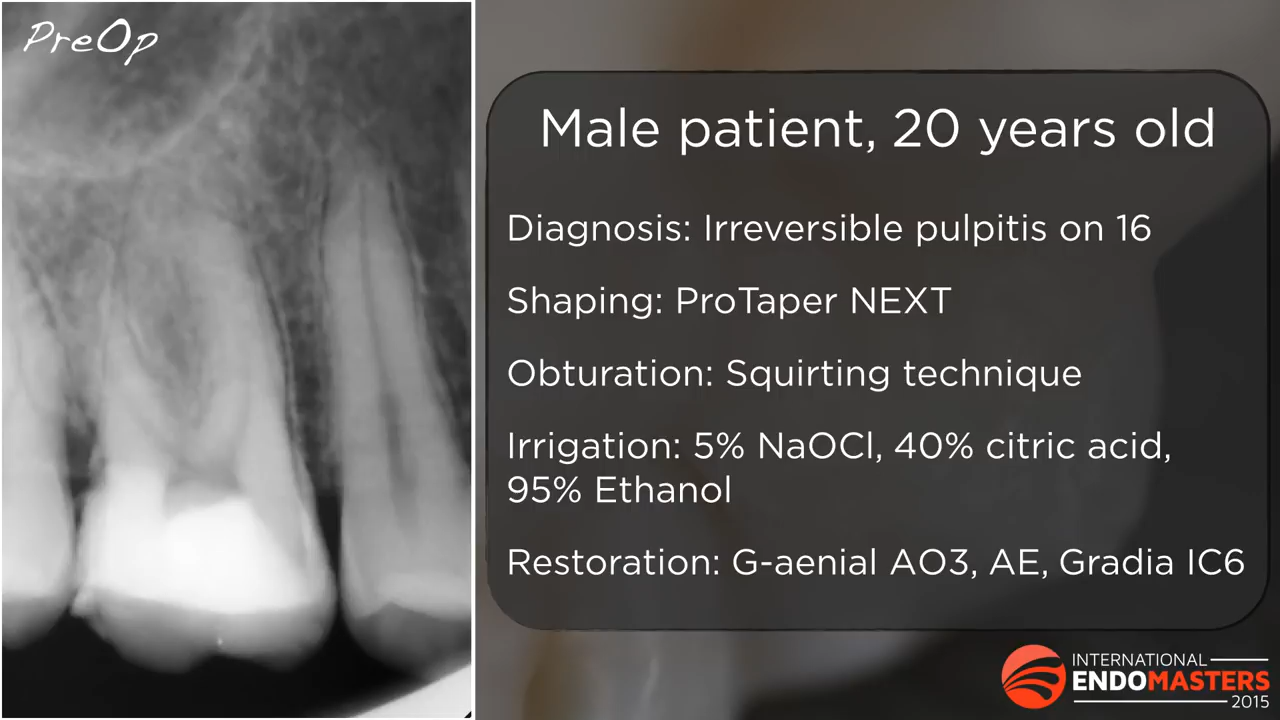 PreOp
Male patient, 20 years old
Diagnosis: Irreversible pulpitis on 16
Shaping: ProTaper NEXT
Obturation: Squirting technique
Irrigation: 5% NaOCl, 40% citric acid,
95% Ethanol
Restoration: G-aenial AO3, AE, Gradia IC6
INTERNATIONAL
ENDOMASTERS
2015